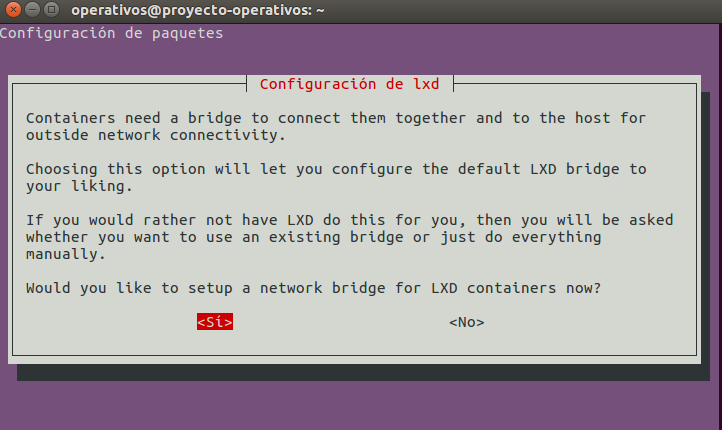 operativos@proyecto-operativos: ~
Configuración de paquetes
Configuración de lxd
Containers need a bridge to connect them together and to the host for
outside network connectivity.
Choosing this option will let you configure the default LXD bridge to
your liking.
If you would rather not have LXD do this for you, then you will be asked
whether you want to use an existing bridge or just do everything
manually.
Would you like to setup a network bridge for LXD containers now?
<Sí> <No>